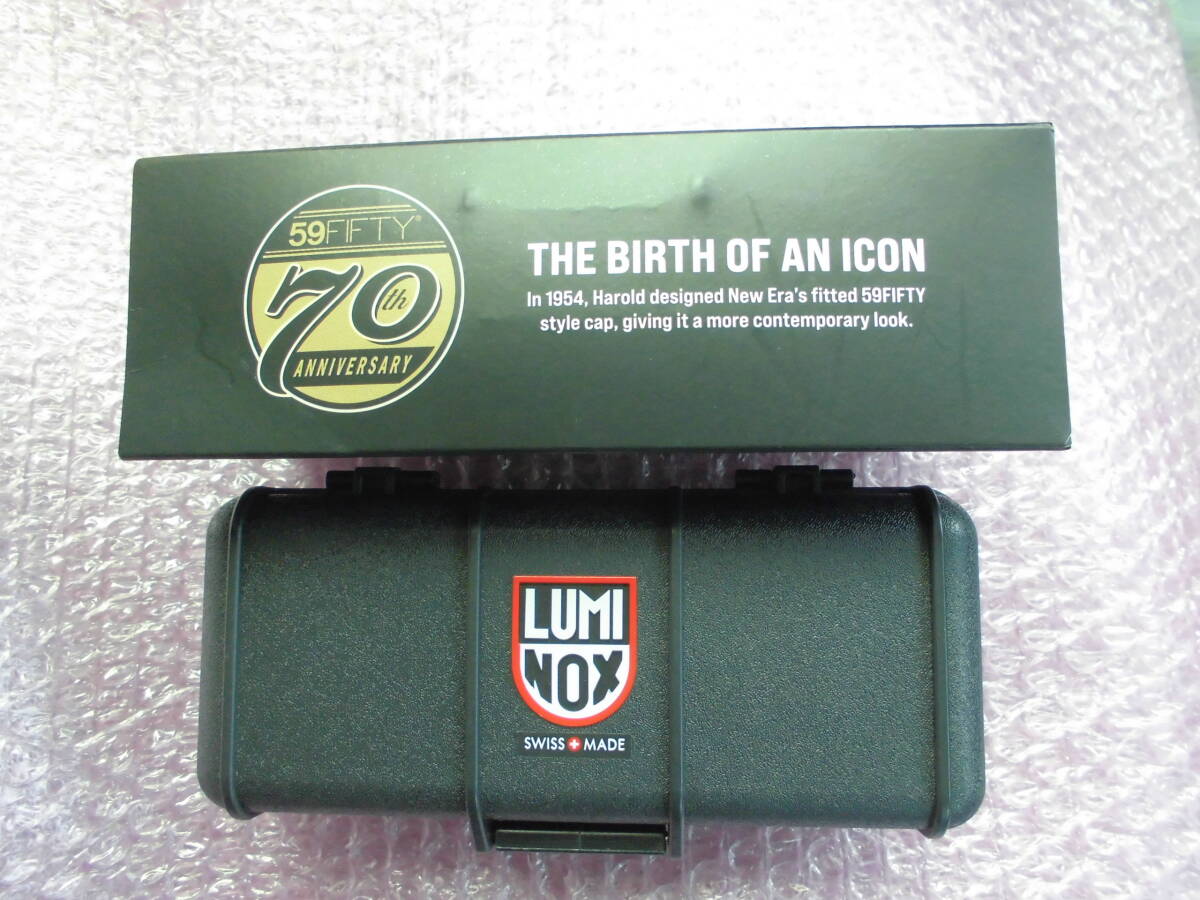 59FIFTY®
70th
ANNIVERSARY
THE BIRTH OF AN ICON
In 1954, Harold designed New Era's fitted 59FIFTY
style cap, giving it a more contemporary look.
LUMI
NOX
SWISS MADE